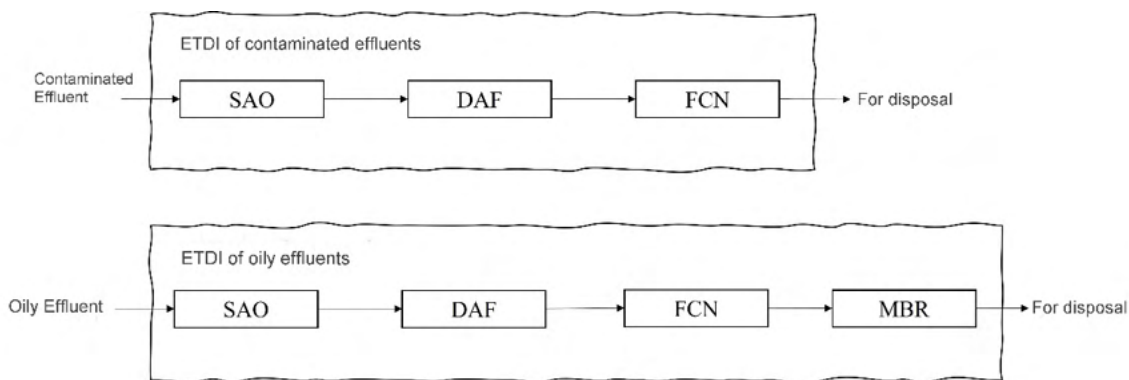 ETDI of contaminated effluents
Contaminated
Effluent
SAO
DAF
FCN
For disposal
ETDI of oily effluents
Oily Effluent
SAO
DAF
FCN
MBR
For disposal